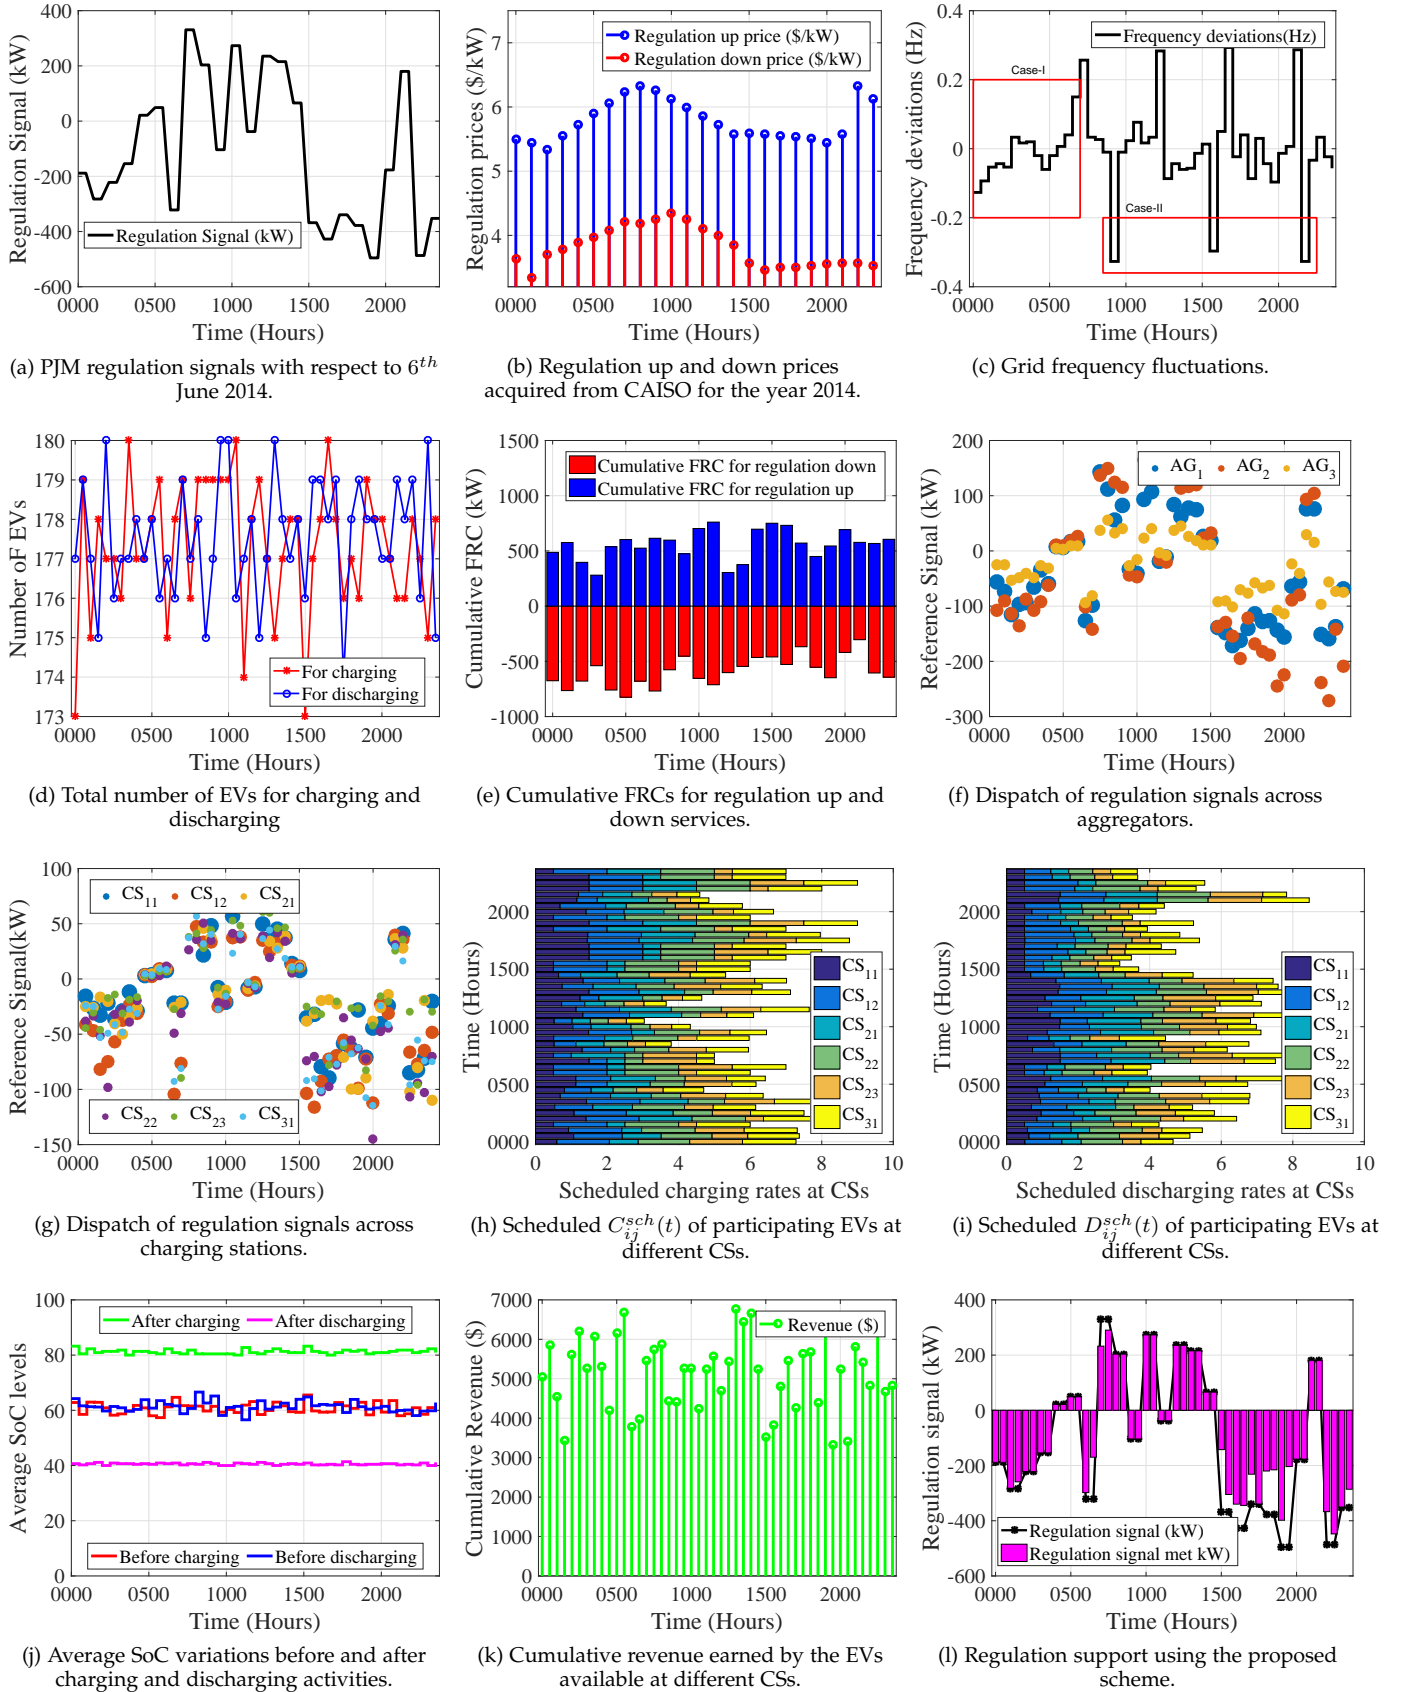 400
200
0
-200
-400
-600
Regulation Signal (kW)
Regulation Signal (kW)
0000 0500 1000 1500 2000
Time (Hours)
(a) PJM regulation signals with respect to 6th
June 2014.
7
6
5
4
Regulation prices ($/kW)
Regulation up price ($/kW)
Regulation down price ($/kW)
0000 0500 1000 1500 2000
Time (Hours)
(b) Regulation up and down prices
acquired from CAISO for the year 2014.
0.4
0.2
0
-0.2
-0.4
Frequency deviations (Hz)
Frequency deviations(Hz)
Case-I
Case-II
0000 0500 1000 1500 2000
Time (Hours)
(c) Grid frequency fluctuations.
180
179
178
177
176
175
174
173
Number oF EVs
For charging
For discharging
0000 0500 1000 1500 2000
Time (Hours)
(d) Total number of EVs for charging and
discharging
1500
1000
500
0
-500
-1000
Cumulative FRC (kW)
Cumulative FRC for regulation down
Cumulative FRC for regulation up
0000 0500 1000 1500 2000
Time (Hours)
(e) Cumulative FRCs for regulation up and
down services.
200
100
0
-100
-200
-300
Reference Signal (kW)
AG1 AG2 AG3
0000 0500 1000 1500 2000
Time (Hours)
(f) Dispatch of regulation signals across
aggregators.
100
50
0
-50
-100
-150
Reference Signal(kW)
CS11 CS12 CS21
CS22 CS23 CS31
0000 0500 1000 1500 2000
Time (Hours)
(g) Dispatch of regulation signals across
charging stations.
2000
1500
1000
0500
0000
Time (Hours)
CS11
CS12
CS21
CS22
CS23
CS31
0 2 4 6 8 10
Scheduled charging rates at CSs
(h) Scheduled C_ij^sch(t) of participating EVs at
different CSs.
2000
1500
1000
0500
0000
Time (Hours)
CS11
CS12
CS21
CS22
CS23
CS31
0 2 4 6 8 10
Scheduled discharging rates at CSs
(i) Scheduled D_ij^sch(t) of participating EVs at
different CSs.
100
80
60
40
20
0
Average SoC levels
After charging After discharging
Before charging Before discharging
0000 0500 1000 1500 2000
Time (Hours)
(j) Average SoC variations before and after
charging and discharging activities.
7000
6000
5000
4000
3000
2000
1000
0
Cumulative Revenue ($)
Revenue ($)
0000 0500 1000 1500 2000
Time (Hours)
(k) Cumulative revenue earned by the EVs
available at different CSs.
400
200
0
-200
-400
-600
Regulation signal (kW)
Regulation signal (kW)
Regulation signal met kW)
0000 0500 1000 1500 2000
Time (Hours)
(l) Regulation support using the proposed
scheme.